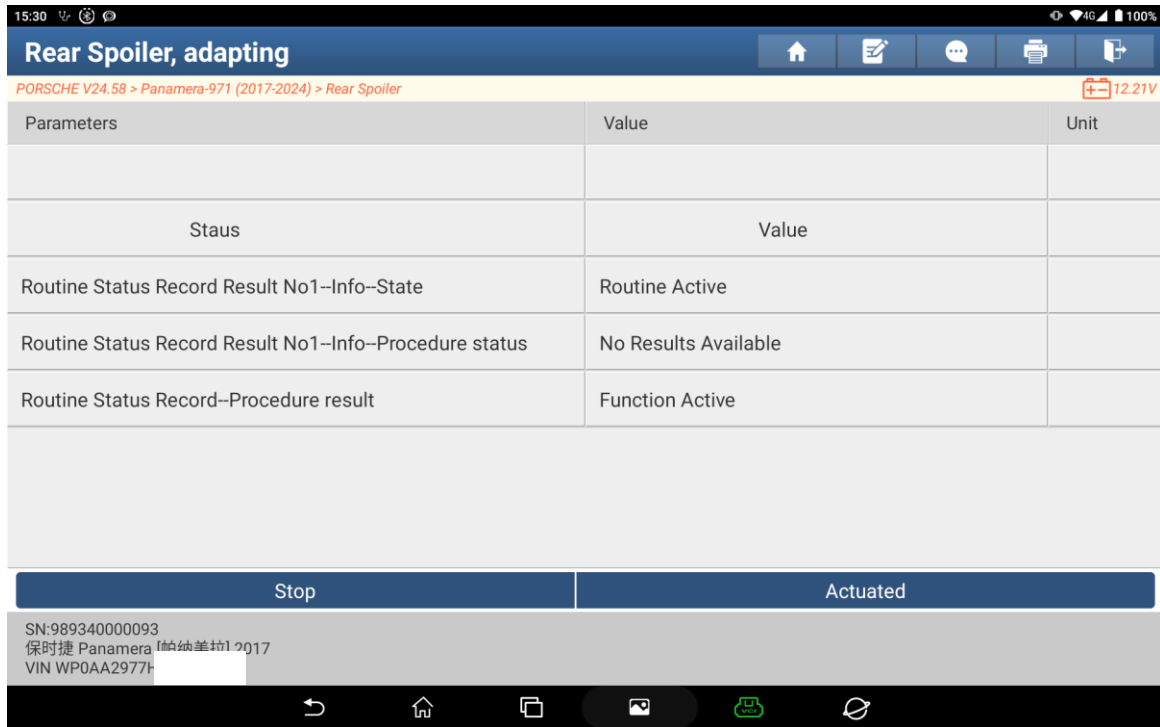 15:30
4G 100%
Rear Spoiler, adapting
PORSCHE V24.58 > Panamera-971 (2017-2024) > Rear Spoiler
12.21V
Parameters Value Unit
Staus Value
Routine Status Record Result No1--Info--State Routine Active
Routine Status Record Result No1--Info--Procedure status No Results Available
Routine Status Record--Procedure result Function Active
Stop Actuated
SN:989340000093
保时捷 Panamera [帕纳美拉] 2017
VIN WP0AA2977H
VCI